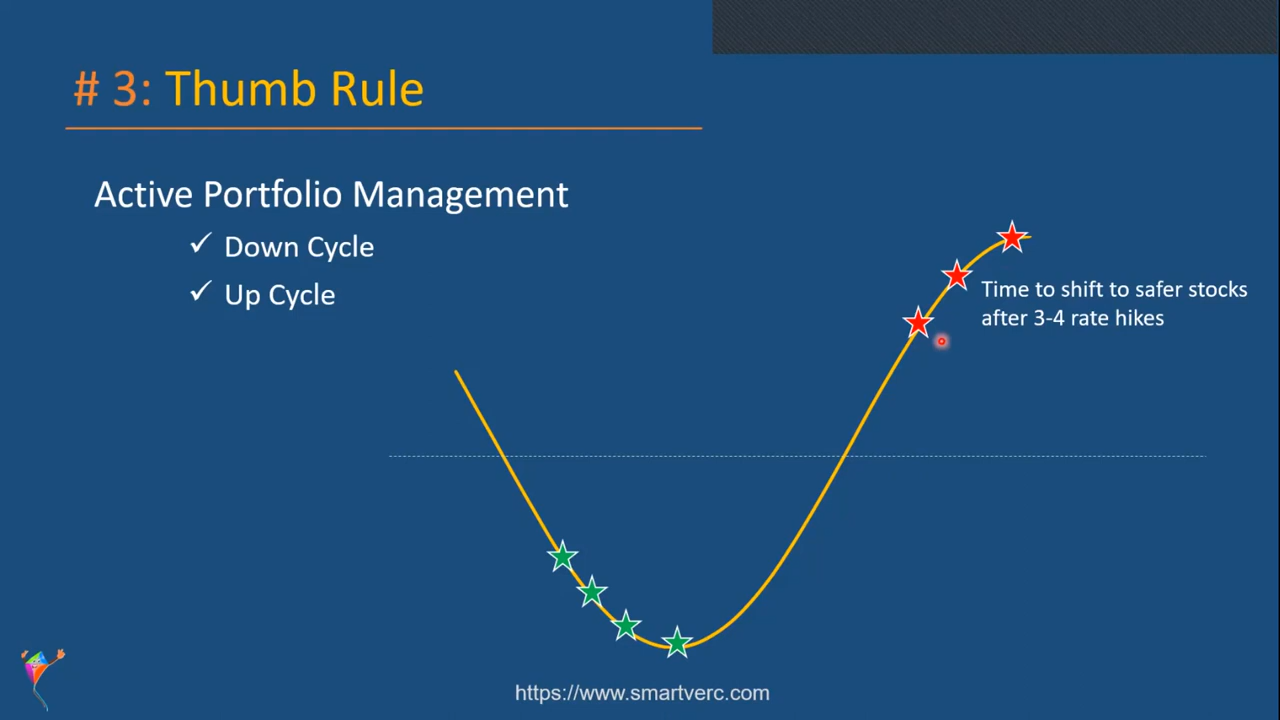 # 3: Thumb Rule
Active Portfolio Management
✓ Down Cycle
✓ Up Cycle
Time to shift to safer stocks
after 3-4 rate hikes
https://www.smartverc.com